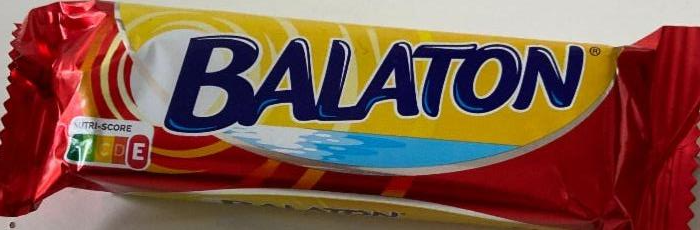 BALATON®
NUTRI-SCORE
A B C D E
BALATON